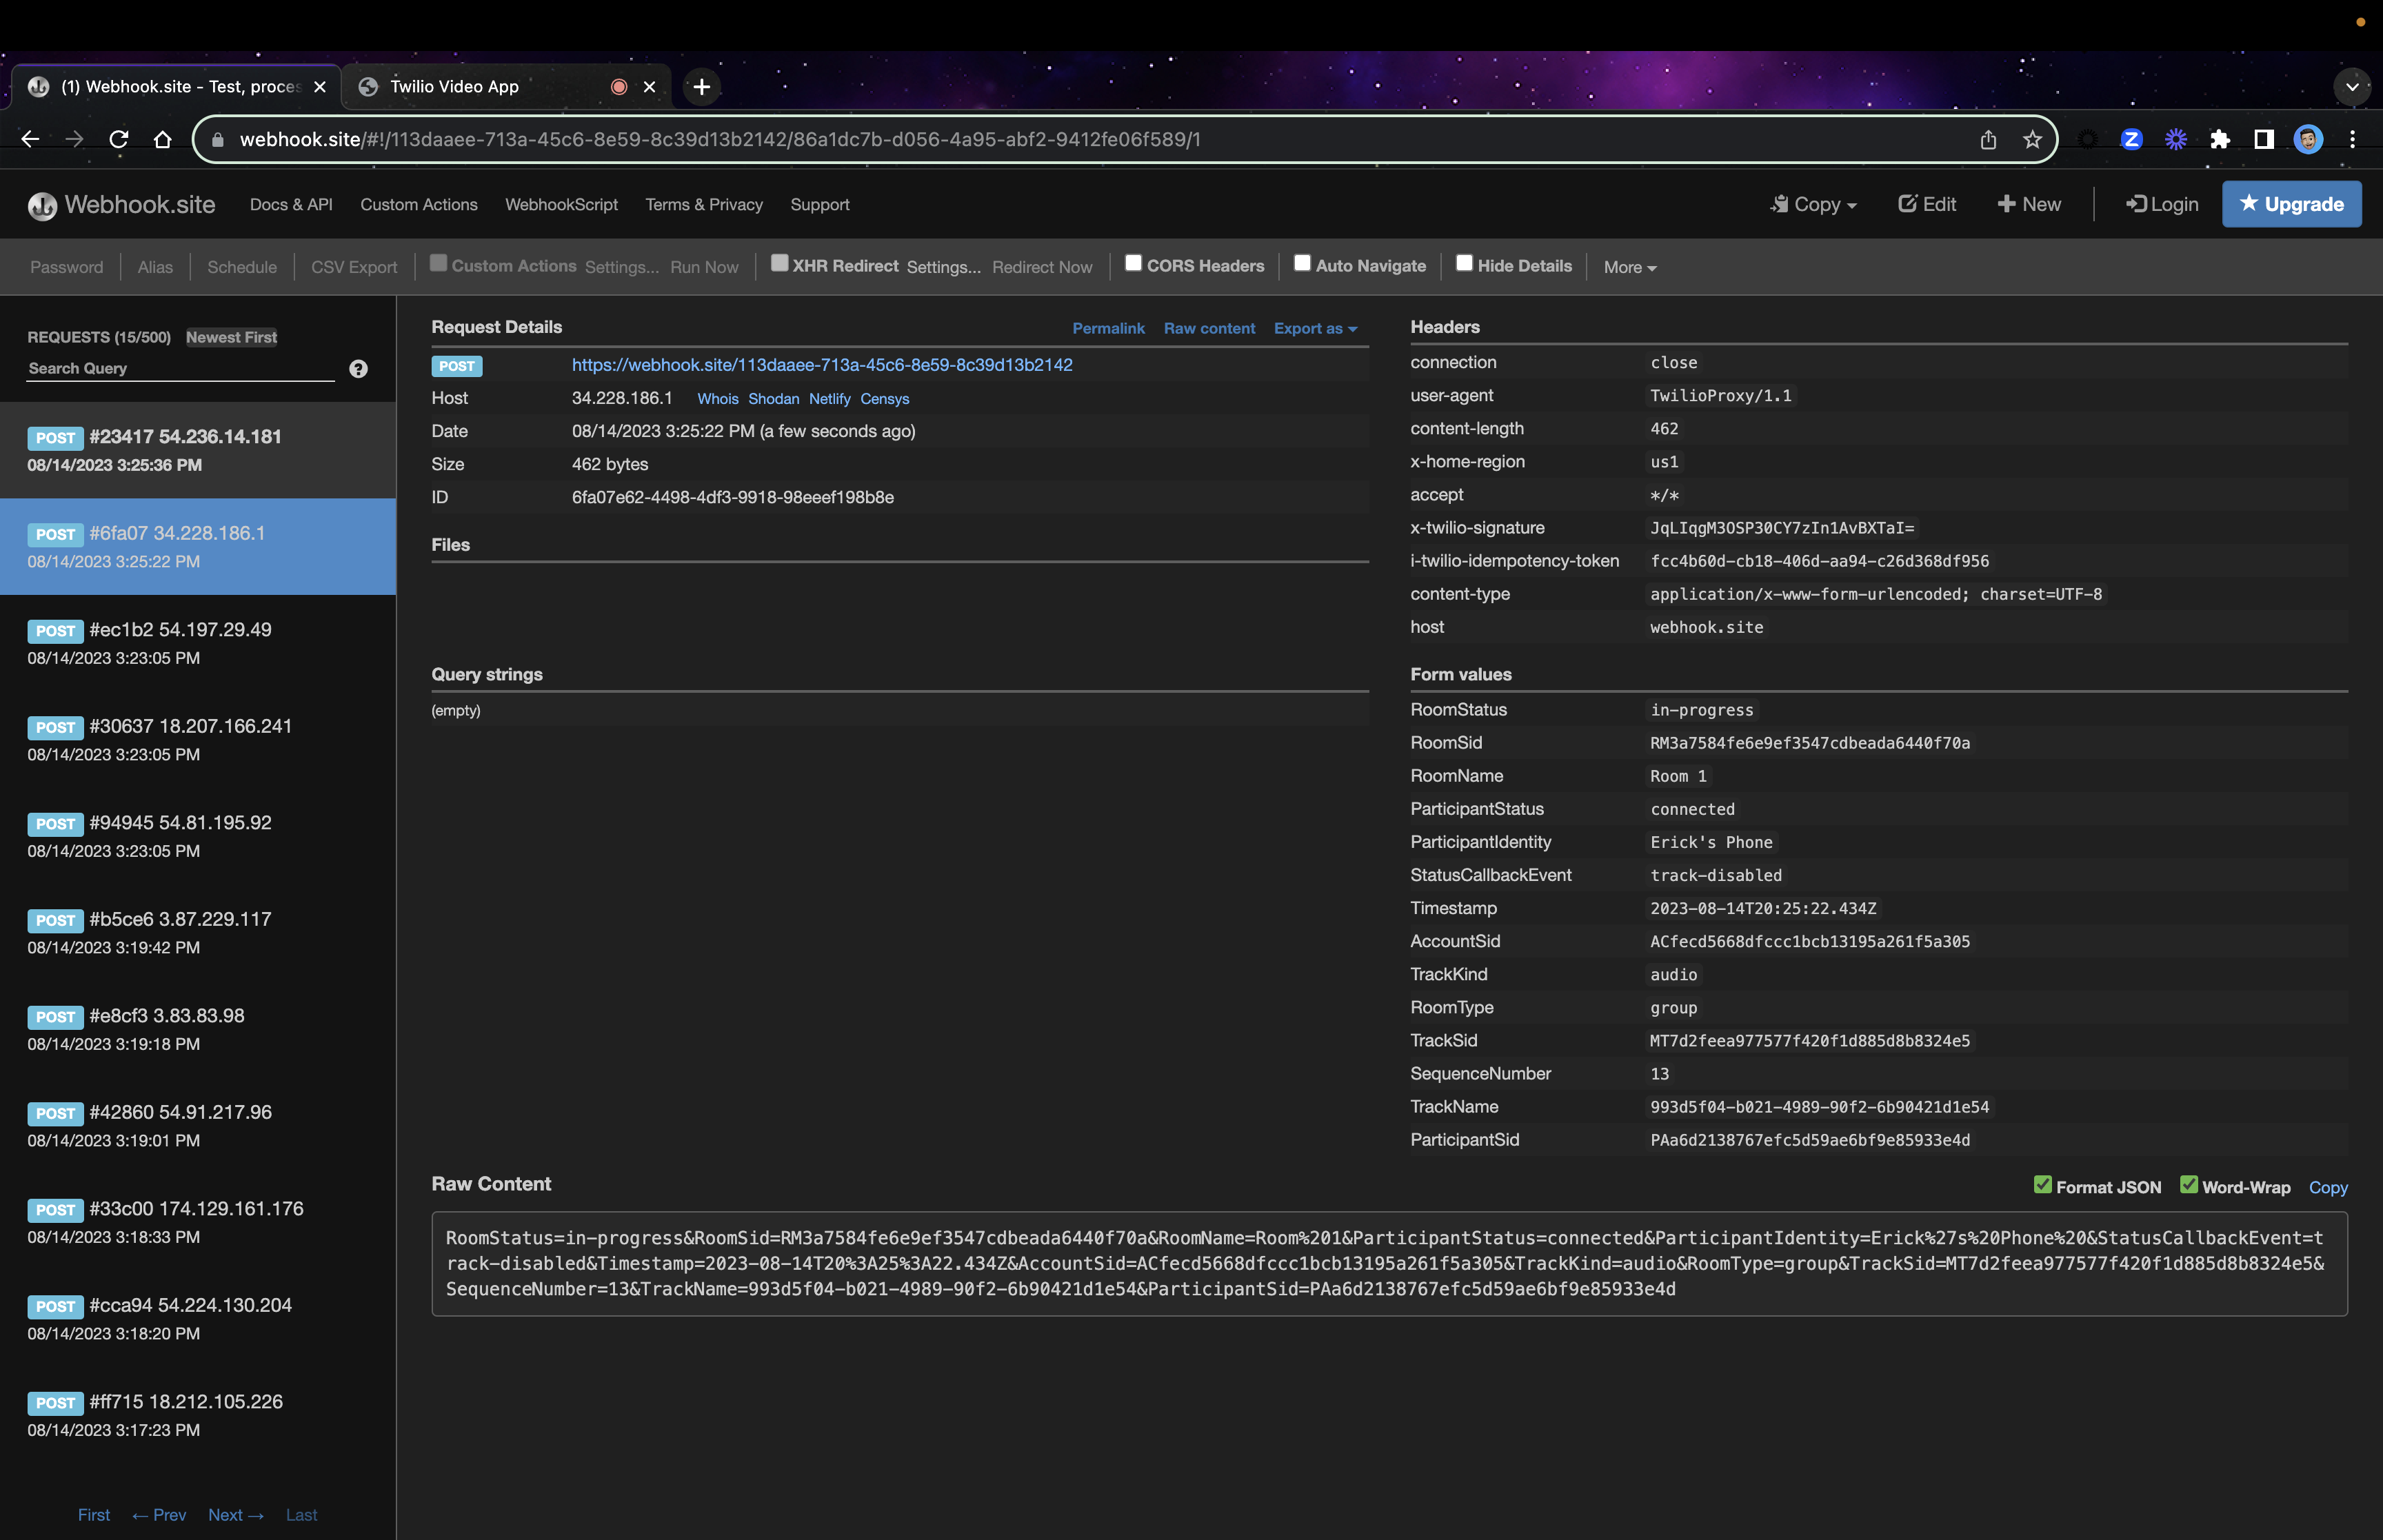 (1) Webhook.site - Test, proces
Twilio Video App
webhook.site/#!/113daaee-713a-45c6-8e59-8c39d13b2142/86a1dc7b-d056-4a95-abf2-9412fe06f589/1
Webhook.site Docs & API Custom Actions WebhookScript Terms & Privacy Support Copy Edit New Login Upgrade
Password Alias Schedule CSV Export Custom Actions Settings... Run Now XHR Redirect Settings... Redirect Now CORS Headers Auto Navigate Hide Details More
REQUESTS (15/500) Newest First
Search Query
POST #23417 54.236.14.181
08/14/2023 3:25:36 PM
POST #6fa07 34.228.186.1
08/14/2023 3:25:22 PM
POST #ec1b2 54.197.29.49
08/14/2023 3:23:05 PM
POST #30637 18.207.166.241
08/14/2023 3:23:05 PM
POST #94945 54.81.195.92
08/14/2023 3:23:05 PM
POST #b5ce6 3.87.229.117
08/14/2023 3:19:42 PM
POST #e8cf3 3.83.83.98
08/14/2023 3:19:18 PM
POST #42860 54.91.217.96
08/14/2023 3:19:01 PM
POST #33c00 174.129.161.176
08/14/2023 3:18:33 PM
POST #cca94 54.224.130.204
08/14/2023 3:18:20 PM
POST #ff715 18.212.105.226
08/14/2023 3:17:23 PM
First ← Prev Next → Last
Request Details Permalink Raw content Export as
POST https://webhook.site/113daaee-713a-45c6-8e59-8c39d13b2142
Host 34.228.186.1 Whois Shodan Netlify Censys
Date 08/14/2023 3:25:22 PM (a few seconds ago)
Size 462 bytes
ID 6fa07e62-4498-4df3-9918-98eeef198b8e
Files
Query strings
(empty)
Headers
connection close
user-agent TwilioProxy/1.1
content-length 462
x-home-region us1
accept */*
x-twilio-signature JqLIqgM3OSP30CY7zIn1AvBXTaI=
i-twilio-idempotency-token fcc4b60d-cb18-406d-aa94-c26d368df956
content-type application/x-www-form-urlencoded; charset=UTF-8
host webhook.site
Form values
RoomStatus in-progress
RoomSid RM3a7584fe6e9ef3547cdbeada6440f70a
RoomName Room 1
ParticipantStatus connected
ParticipantIdentity Erick's Phone
StatusCallbackEvent track-disabled
Timestamp 2023-08-14T20:25:22.434Z
AccountSid ACfecd5668dfccc1bcb13195a261f5a305
TrackKind audio
RoomType group
TrackSid MT7d2feea977577f420f1d885d8b8324e5
SequenceNumber 13
TrackName 993d5f04-b021-4989-90f2-6b90421d1e54
ParticipantSid PAa6d2138767efc5d59ae6bf9e85933e4d
Raw Content Format JSON Word-Wrap Copy
RoomStatus=in-progress&RoomSid=RM3a7584fe6e9ef3547cdbeada6440f70a&RoomName=Room%201&ParticipantStatus=connected&ParticipantIdentity=Erick%27s%20Phone%20&StatusCallbackEvent=t
rack-disabled&Timestamp=2023-08-14T20%3A25%3A22.434Z&AccountSid=ACfecd5668dfccc1bcb13195a261f5a305&TrackKind=audio&RoomType=group&TrackSid=MT7d2feea977577f420f1d885d8b8324e5&
SequenceNumber=13&TrackName=993d5f04-b021-4989-90f2-6b90421d1e54&ParticipantSid=PAa6d2138767efc5d59ae6bf9e85933e4d